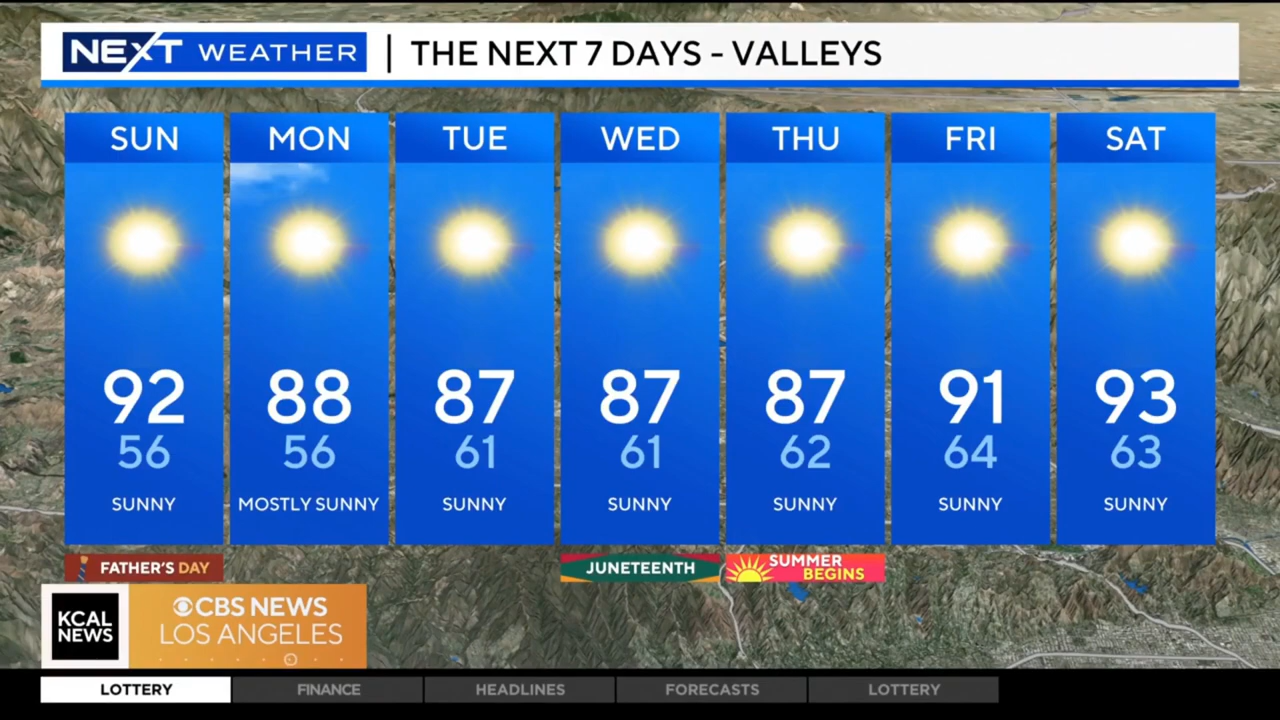 NEXT WEATHER | THE NEXT 7 DAYS - VALLEYS
SUN MON TUE WED THU FRI SAT
92 88 87 87 87 91 93
56 56 61 61 62 64 63
SUNNY MOSTLY SUNNY SUNNY SUNNY SUNNY SUNNY SUNNY
FATHER'S DAY JUNETEENTH SUMMER BEGINS
KCAL NEWS
CBS NEWS
LOS ANGELES
LOTTERY FINANCE HEADLINES FORECASTS LOTTERY